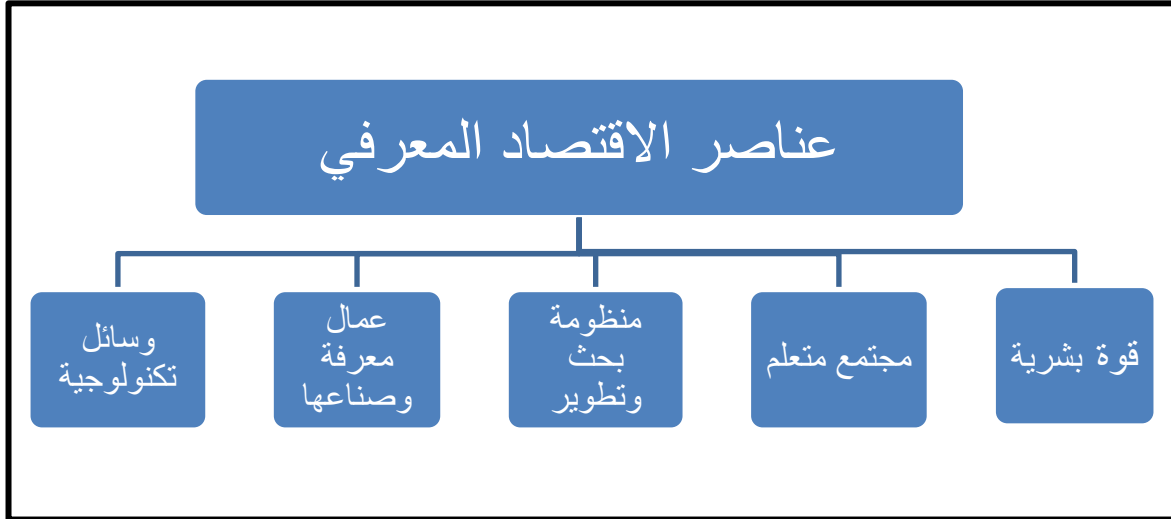 عناصر الاقتصاد المعرفي
قوة بشرية
مجتمع متعلم
منظومة
بحث
وتطوير
عمال
معرفة
وصناعها
وسائل
تكنولوجية